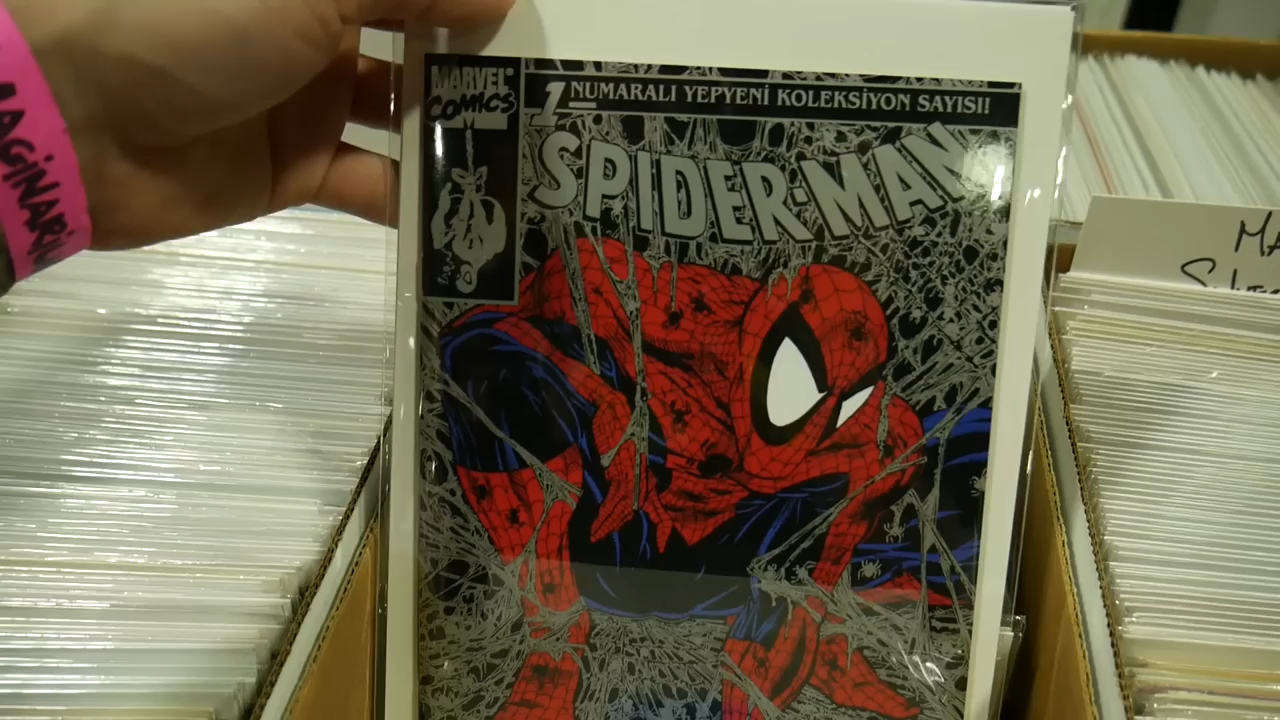 MARVEL
COMICS
1 NUMARALI YEPYENİ KOLEKSİYON SAYISI!
SPIDER-MAN